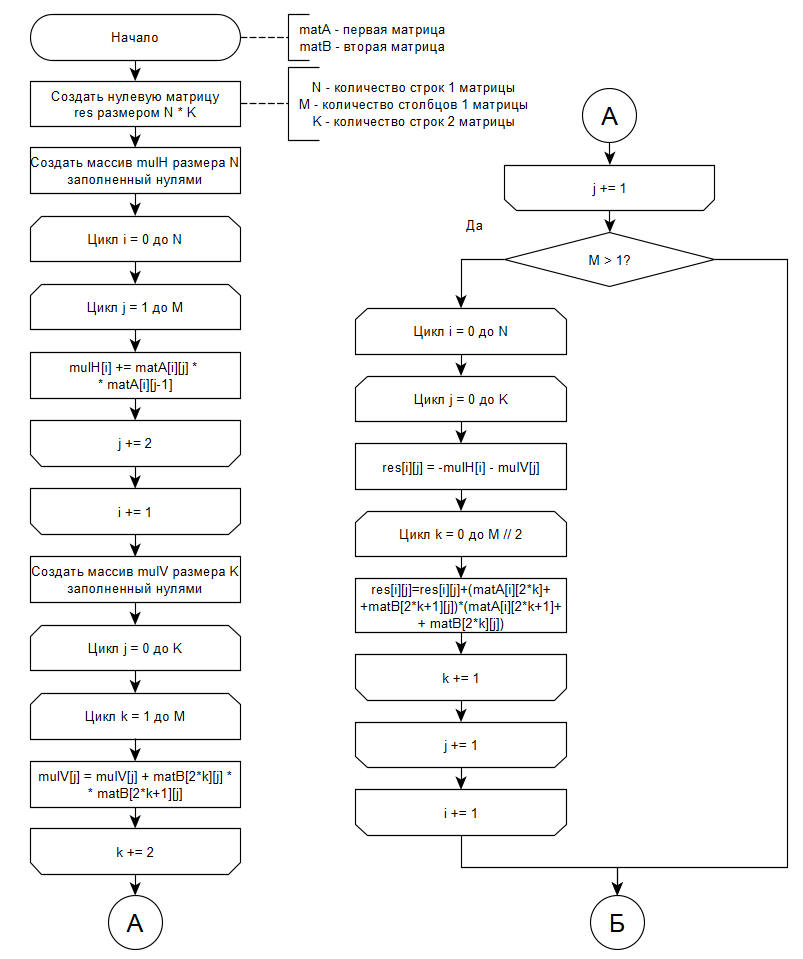 Начало
matA - первая матрица
matB - вторая матрица
Создать нулевую матрицу
res размером N * K
N - количество строк 1 матрицы
M - количество столбцов 1 матрицы
K - количество строк 2 матрицы
Создать массив mulH размера N
заполненный нулями
Цикл i = 0 до N
Цикл j = 1 до M
mulH[i] += matA[i][j] *
* matA[i][j-1]
j += 2
i += 1
Создать массив mulV размера K
заполненный нулями
Цикл j = 0 до K
Цикл k = 1 до M
mulV[j] = mulV[j] + matB[2*k][j] *
* matB[2*k+1][j]
k += 2
А
А
j += 1
Да
M > 1?
Цикл i = 0 до N
Цикл j = 0 до K
res[i][j] = -mulH[i] - mulV[j]
Цикл k = 0 до M // 2
res[i][j]=res[i][j]+(matA[i][2*k]+
+matB[2*k+1][j])*(matA[i][2*k+1]+
+ matB[2*k][j])
k += 1
j += 1
i += 1
Б